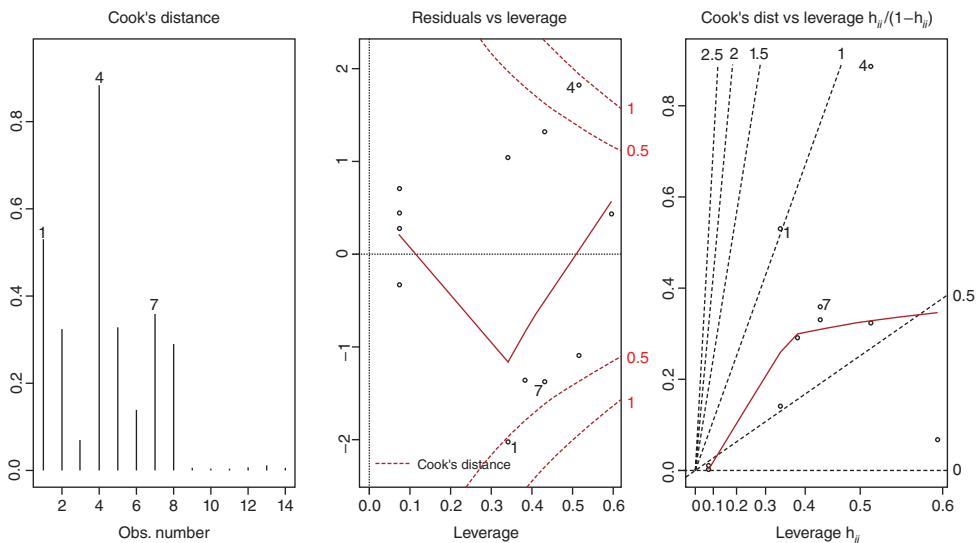 Cook's distance
0.0
0.2
0.4
0.6
0.8
1
4
7
2 4 6 8 10 12 14
Obs. number
Residuals vs leverage
−2
−1
0
1
2
4
1
0.5
0.5
7
1
1
Cook's distance
0.0 0.1 0.2 0.3 0.4 0.5 0.6
Leverage
Cook's dist vs leverage hii/(1−hii)
0.0
0.2
0.4
0.6
0.8
2.5 2 1.5 1
4
1
7
0.5
0
0 0.1 0.2 0.3 0.4 0.5 0.6
Leverage hii